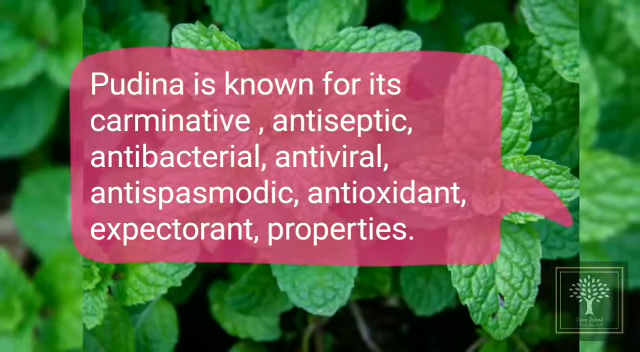 Pudina is known for its
carminative , antiseptic,
antibacterial, antiviral,
antispasmodic, antioxidant,
expectorant, properties.